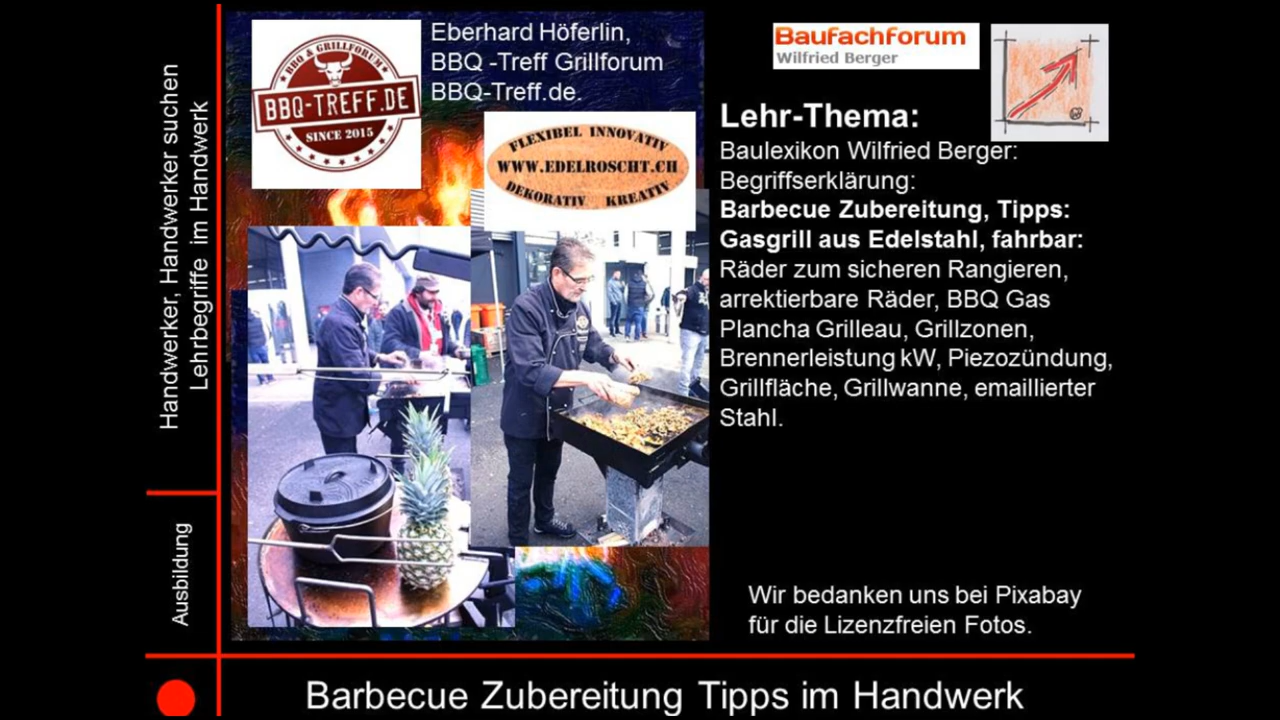 Handwerker, Handwerker suchen
Lehrbegriffe im Handwerk
Ausbildung
BBQ & GRILLFORUM
BBQ-TREFF.DE
SINCE 2015
Eberhard Höferlin,
BBQ -Treff Grillforum
BBQ-Treff.de.
FLEXIBEL INNOVATIV
WWW.EDELROSCHT.CH
DEKORATIV KREATIV
BauFachForum
Wilfried Berger
Lehr-Thema:
Baulexikon Wilfried Berger:
Begriffserklärung:
Barbecue Zubereitung, Tipps:
Gasgrill aus Edelstahl, fahrbar:
Räder zum sicheren Rangieren,
arrektierbare Räder, BBQ Gas
Plancha Grilleau, Grillzonen,
Brennerleistung kW, Piezozündung,
Grillfläche, Grillwanne, emaillierter
Stahl.
Wir bedanken uns bei Pixabay
für die Lizenzfreien Fotos.
Barbecue Zubereitung Tipps im Handwerk